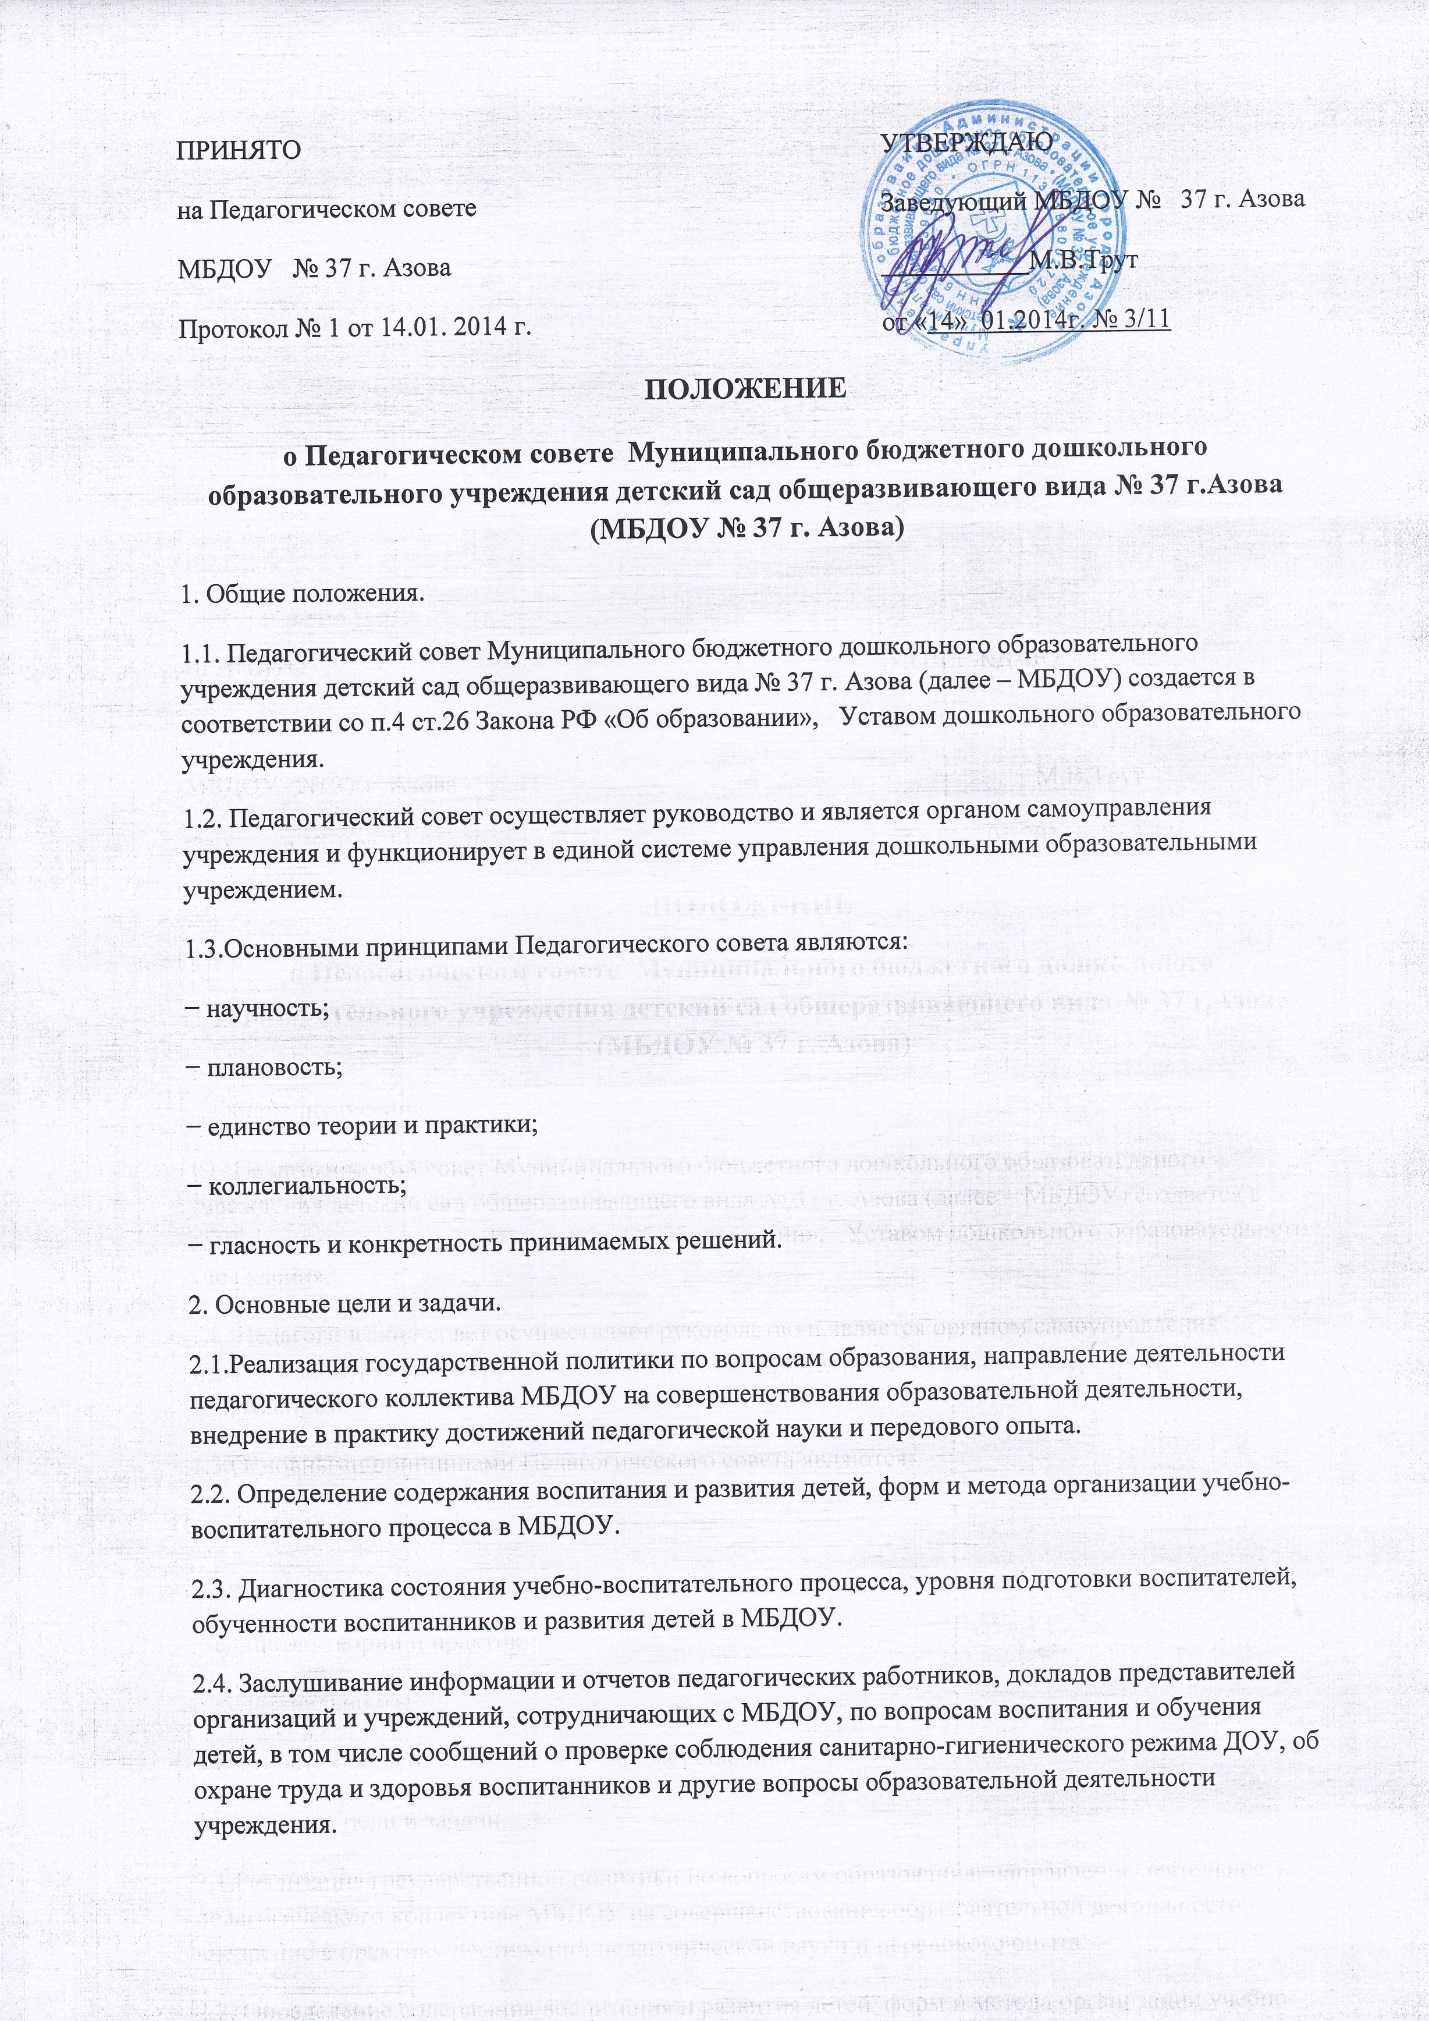 ПРИНЯТО
на Педагогическом совете
МБДОУ № 37 г. Азова
Протокол № 1 от 14.01. 2014 г.
УТВЕРЖДАЮ
Заведующий МБДОУ № 37 г. Азова
___________М.В.Трут
от «14» 01.2014г. № 3/11
ПОЛОЖЕНИЕ
о Педагогическом совете Муниципального бюджетного дошкольного
образовательного учреждения детский сад общеразвивающего вида № 37 г.Азова
(МБДОУ № 37 г. Азова)
1. Общие положения.
1.1. Педагогический совет Муниципального бюджетного дошкольного образовательного
учреждения детский сад общеразвивающего вида № 37 г. Азова (далее – МБДОУ) создается в
соответствии со п.4 ст.26 Закона РФ «Об образовании», Уставом дошкольного образовательного
учреждения.
1.2. Педагогический совет осуществляет руководство и является органом самоуправления
учреждения и функционирует в единой системе управления дошкольными образовательными
учреждением.
1.3.Основными принципами Педагогического совета являются:
− научность;
− плановость;
− единство теории и практики;
− коллегиальность;
− гласность и конкретность принимаемых решений.
2. Основные цели и задачи.
2.1.Реализация государственной политики по вопросам образования, направление деятельности
педагогического коллектива МБДОУ на совершенствования образовательной деятельности,
внедрение в практику достижений педагогической науки и передового опыта.
2.2. Определение содержания воспитания и развития детей, форм и метода организации учебно-
воспитательного процесса в МБДОУ.
2.3. Диагностика состояния учебно-воспитательного процесса, уровня подготовки воспитателей,
обученности воспитанников и развития детей в МБДОУ.
2.4. Заслушивание информации и отчетов педагогических работников, докладов представителей
организаций и учреждений, сотрудничающих с МБДОУ, по вопросам воспитания и обучения
детей, в том числе сообщений о проверке соблюдения санитарно-гигиенического режима ДОУ, об
охране труда и здоровья воспитанников и другие вопросы образовательной деятельности
учреждения.